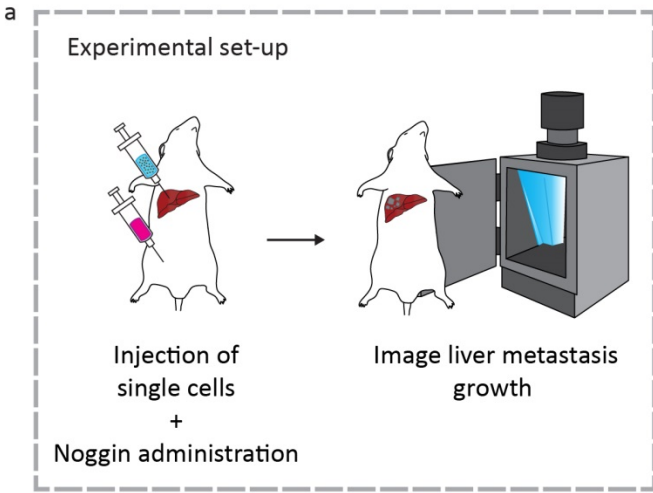 a
Experimental set-up
Injection of
single cells
+
Noggin administration
Image liver metastasis
growth